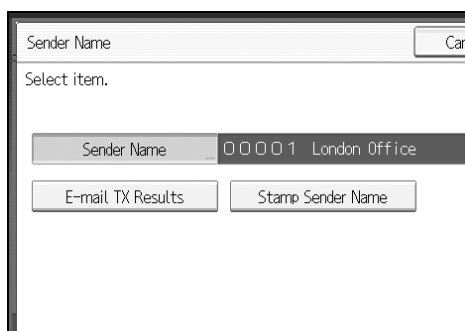 Sender Name
Select item.
Sender Name 00001 London Office
E-mail TX Results Stamp Sender Name